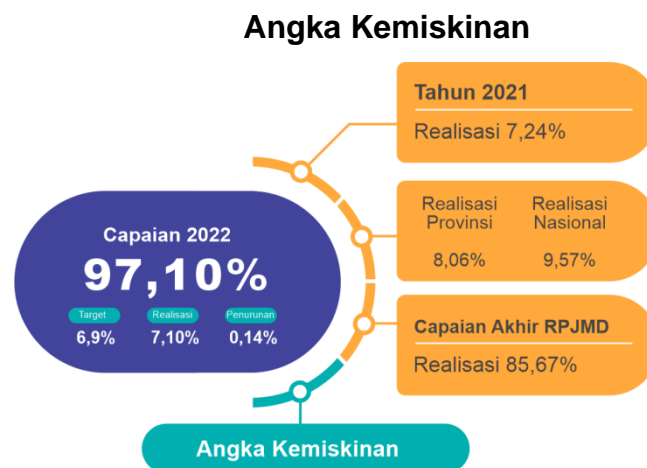 Angka Kemiskinan
Tahun 2021
Realisasi 7,24%
Realisasi Provinsi
8,06%
Realisasi Nasional
9,57%
Capaian Akhir RPJMD
Realisasi 85,67%
Capaian 2022
97,10%
Target Realisasi Penurunan
6,9% 7,10% 0,14%
Angka Kemiskinan